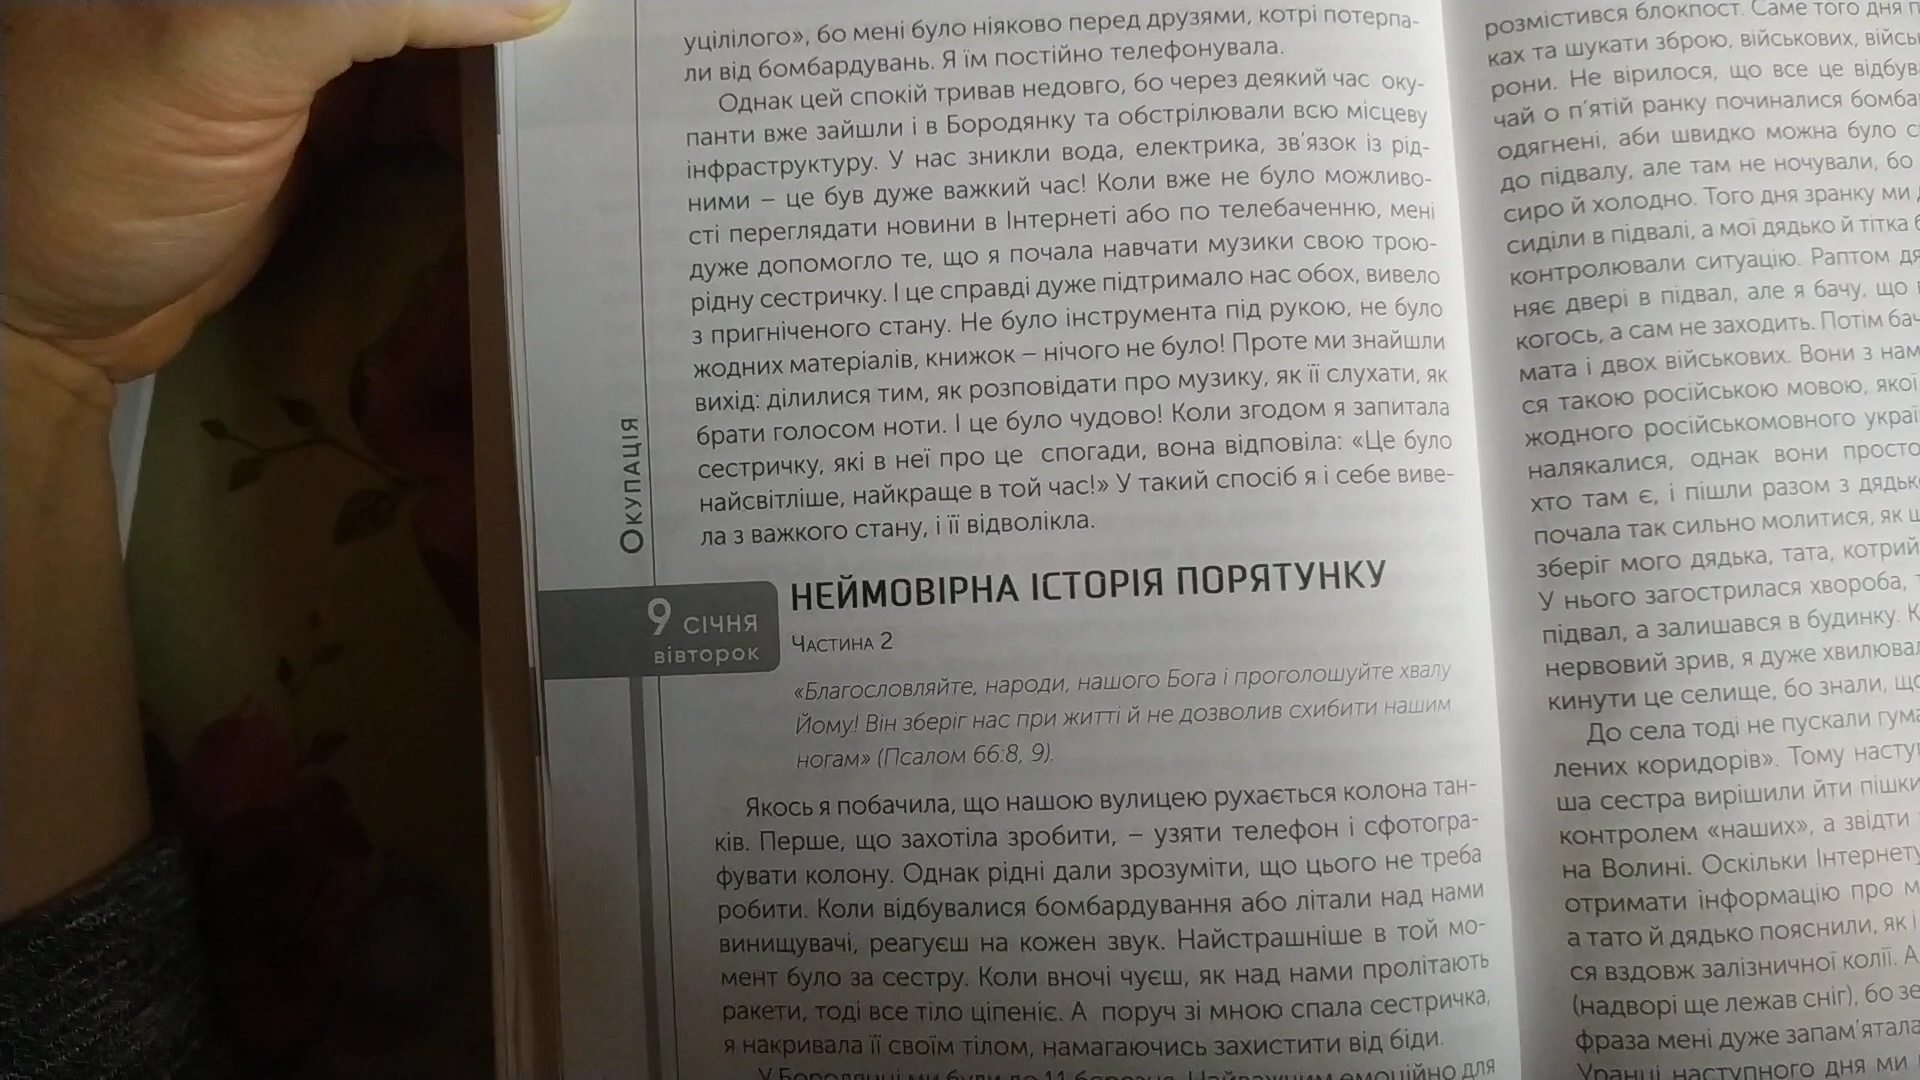 уцілілого», бо мені було ніяково перед друзями, котрі потерпа-
ли від бомбардувань. Я їм постійно телефонувала.
Однак цей спокій тривав недовго, бо через деякий час оку-
панти вже зайшли і в Бородянку та обстрілювали всю місцеву
інфраструктуру. У нас зникли вода, електрика, зв'язок із рід-
ними – це був дуже важкий час! Коли вже не було можливо-
сті переглядати новини в Інтернеті або по телебаченню, мені
дуже допомогло те, що я почала навчати музики свою трою-
рідну сестричку. І це справді дуже підтримало нас обох, вивело
з пригніченого стану. Не було інструмента під рукою, не було
жодних матеріалів, книжок – нічого не було! Проте ми знайшли
вихід: ділилися тим, як розповідати про музику, як її слухати, як
брати голосом ноти. І це було чудово! Коли згодом я запитала
сестричку, які в неї про це спогади, вона відповіла: «Це було
найсвітліше, найкраще в той час!» У такий спосіб я і себе виве-
ла з важкого стану, і її відволікла.
Окупація
9 січня
вівторок
НЕЙМОВІРНА ІСТОРІЯ ПОРЯТУНКУ
Частина 2
«Благословляйте, народи, нашого Бога і проголошуйте хвалу
Йому! Він зберіг нас при житті й не дозволив схибити нашим
ногам» (Псалом 66:8, 9).
Якось я побачила, що нашою вулицею рухається колона тан-
ків. Перше, що захотіла зробити, – узяти телефон і сфотогра-
фувати колону. Однак рідні дали зрозуміти, що цього не треба
робити. Коли відбувалися бомбардування або літали над нами
винищувачі, реагуєш на кожен звук. Найстрашніше в той мо-
мент було за сестру. Коли вночі чуєш, як над нами пролітають
ракети, тоді все тіло ціпеніє. А поруч зі мною спала сестричка,
я накривала її своїм тілом, намагаючись захистити від біди.
У Бородянці ми були до 11 березня. Найважчим емоційно для
розмістився блокпост. Саме того дня
ках та шукати зброю, військових,
рони. Не вірилося, що все це
чай о п'ятій ранку починалися
одягнені, аби швидко можна було
до підвалу, але там не ночували, бо
сиро й холодно. Того дня зранку ми
сиділи в підвалі, а мої дядько й тітка
контролювали ситуацію. Раптом
няє двері в підвал, але я бачу, що
когось, а сам не заходить. Потім
мата і двох військових. Вони з
ся такою російською мовою, якої
жодного російськомовного
налякалися, однак вони просто
хто там є, і пішли разом з
почала так сильно молитися, як
зберіг мого дядька, тата, котрий
У нього загострилася хвороба,
підвал, а залишався в будинку.
нервовий зрив, я дуже
кинути це селище, бо знали,
До села тоді не пускали
лених коридорів». Тому
ша сестра вирішили йти пішки
контролем «наших», а звідти
на Волині. Оскільки
отримати інформацію про
а тато й дядько пояснили, як
ся вздовж залізничної колії.
(надворі ще лежав сніг), бо
фраза мені дуже
Уранці наступного дня ми